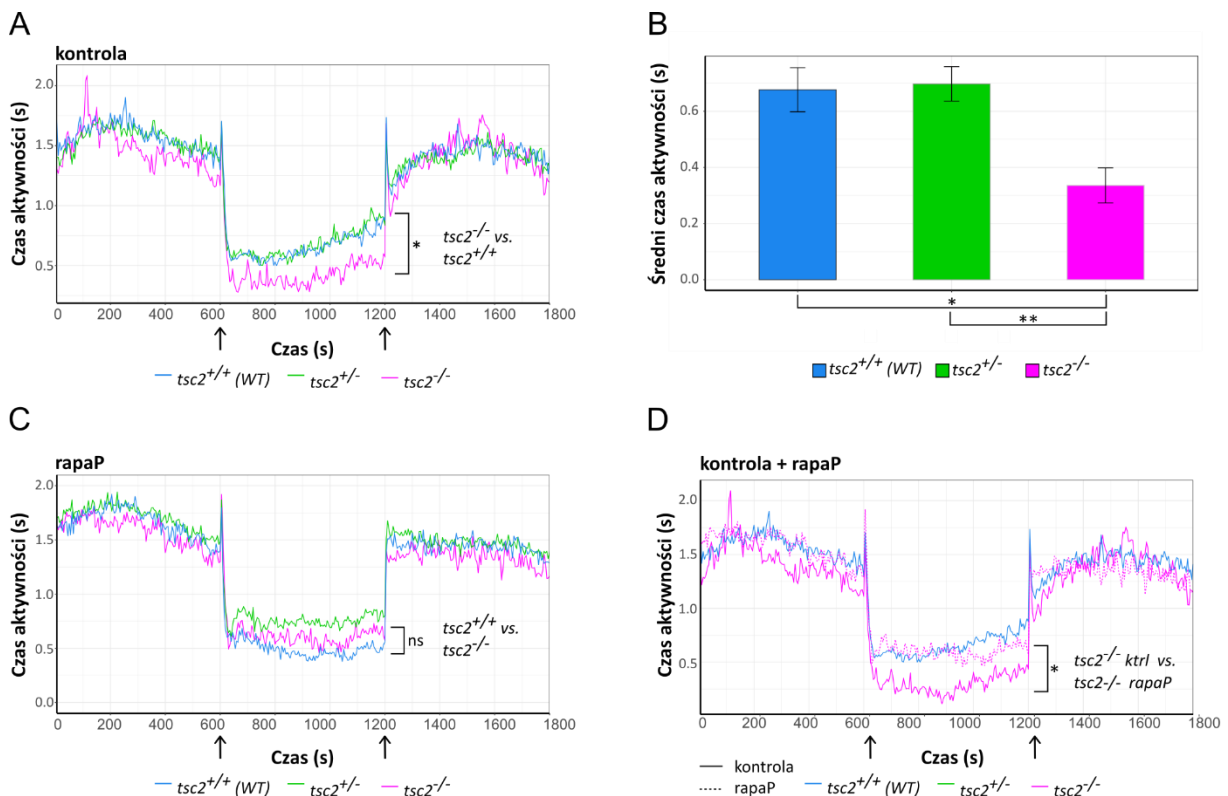 A
kontrola
Czas aktywności (s)
2.0
1.5
1.0
0.5
* tsc2-/- vs.
tsc2+/+
0 200 400 600 800 1000 1200 1400 1600 1800
Czas (s)
tsc2+/+ (WT) tsc2+/- tsc2-/-
B
Średni czas aktywności (s)
0.6
0.4
0.2
0.0
*
**
tsc2+/+ (WT) tsc2+/- tsc2-/-
C
rapaP
Czas aktywności (s)
2.0
1.5
1.0
0.5
0.0
ns tsc2+/+ vs.
tsc2-/-
0 200 400 600 800 1000 1200 1400 1600 1800
Czas (s)
tsc2+/+ (WT) tsc2+/- tsc2-/-
D
kontrola + rapaP
Czas aktywności (s)
2.0
1.5
1.0
0.5
0.0
* tsc2-/- ktrl vs.
tsc2-/- rapaP
0 200 400 600 800 1000 1200 1400 1600 1800
Czas (s)
kontrola
rapaP
tsc2+/+ (WT) tsc2+/- tsc2-/-